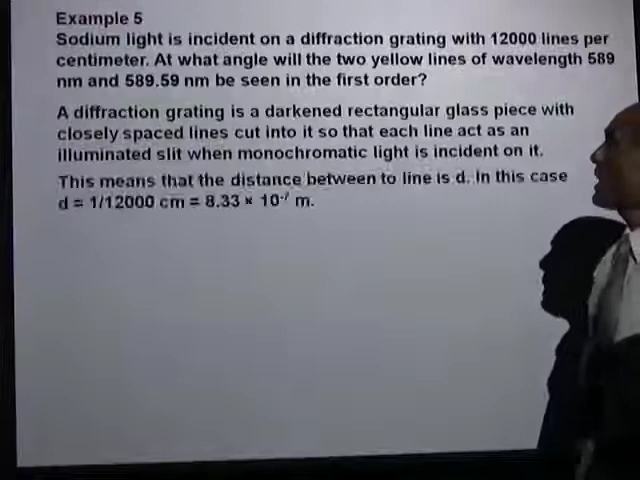 Example 5
Sodium light is incident on a diffraction grating with 12000 lines per
centimeter. At what angle will the two yellow lines of wavelength 589
nm and 589.59 nm be seen in the first order?
A diffraction grating is a darkened rectangular glass piece with
closely spaced lines cut into it so that each line act as an
illuminated slit when monochromatic light is incident on it.
This means that the distance between to line is d. In this case
d = 1/12000 cm = 8.33 × 10⁻⁷ m.